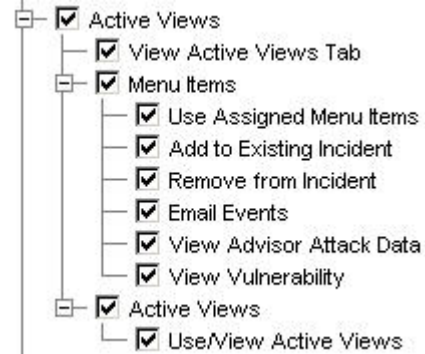 Active Views
View Active Views Tab
Menu Items
Use Assigned Menu Items
Add to Existing Incident
Remove from Incident
Email Events
View Advisor Attack Data
View Vulnerability
Active Views
Use/View Active Views